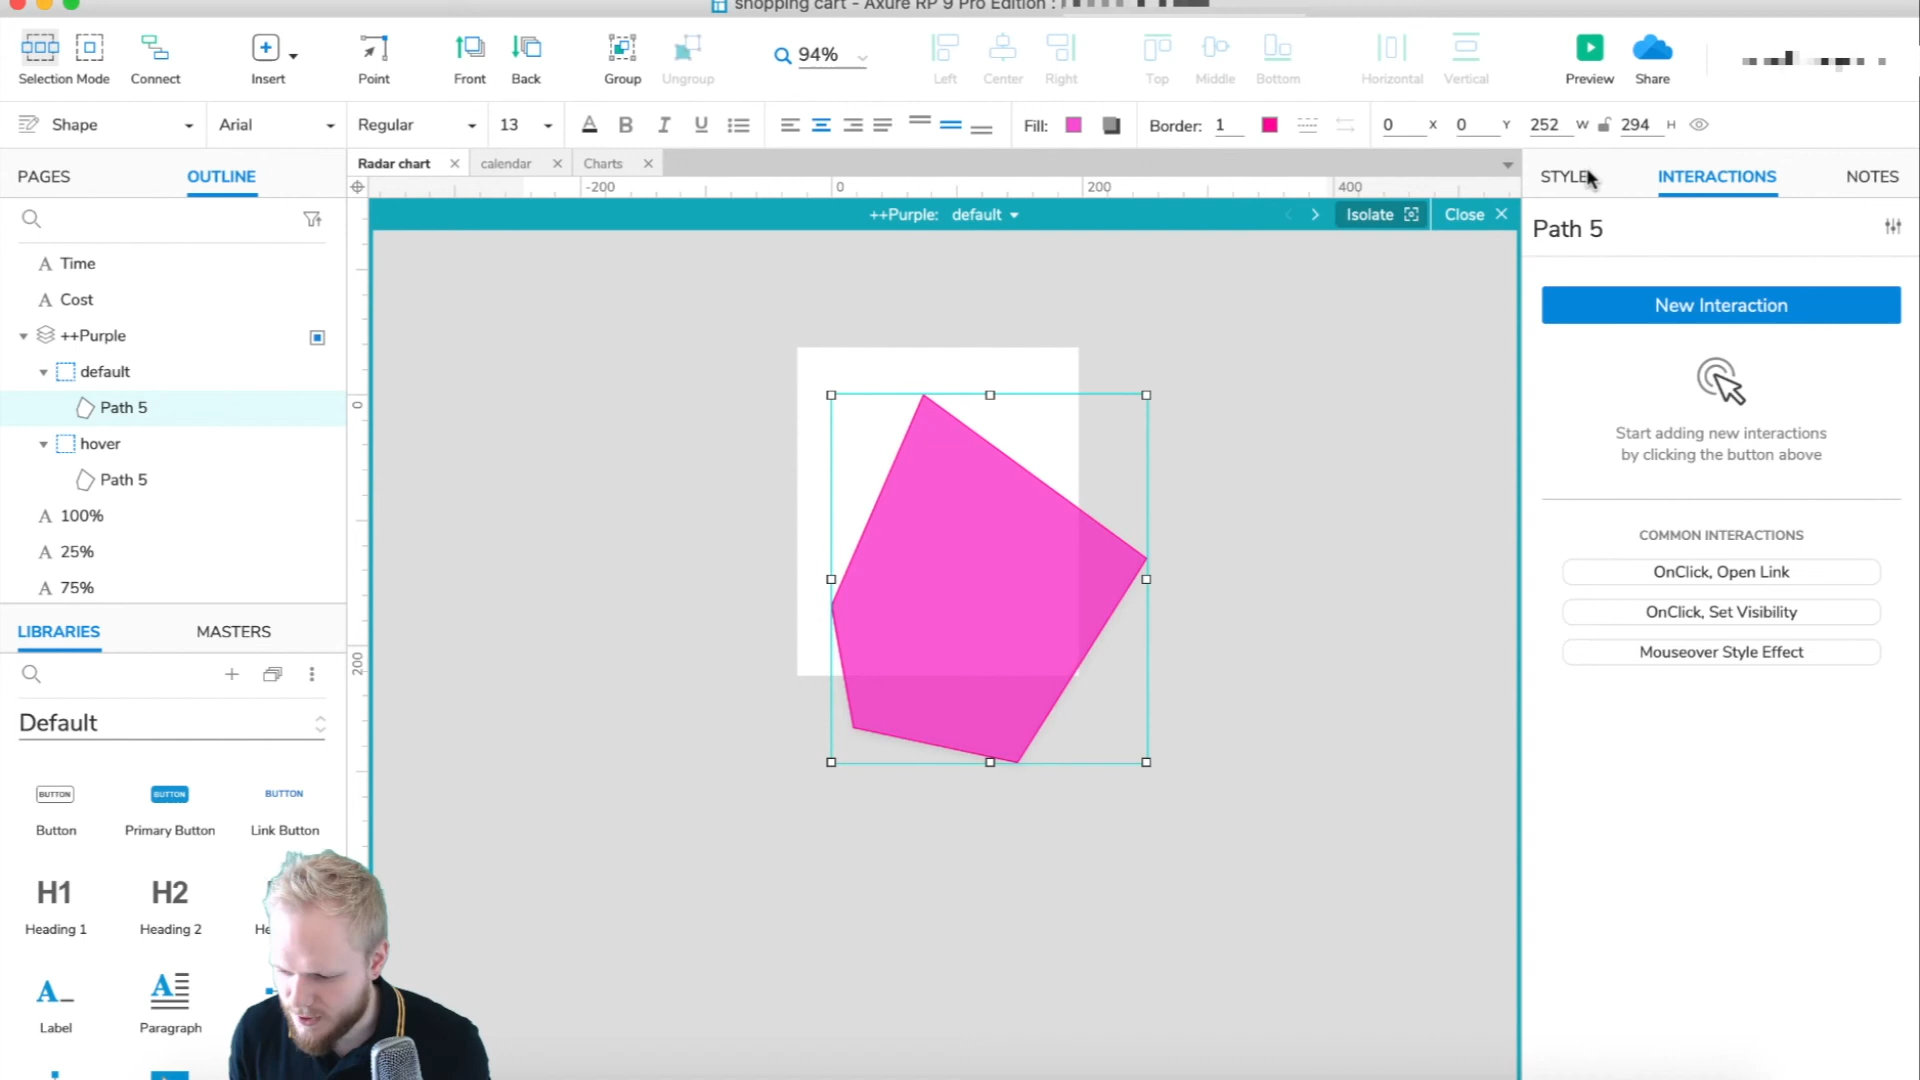 shopping cart - Axure RP 9 Pro Edition :
Selection Mode
Connect
Insert
Point
Front
Back
Group
Ungroup
94%
Left
Center
Right
Top
Middle
Bottom
Horizontal
Vertical
Preview
Share
Shape
Arial
Regular
13
Fill:
Border: 1
0 X
0 Y
252 W
294 H
PAGES
OUTLINE
Radar chart
calendar
Charts
STYLE
INTERACTIONS
NOTES
-200
0
200
400
++Purple: default
Isolate
Close
Path 5
Time
Cost
++Purple
default
Path 5
hover
Path 5
100%
25%
75%
0
200
New Interaction
Start adding new interactions
by clicking the button above
COMMON INTERACTIONS
OnClick, Open Link
OnClick, Set Visibility
Mouseover Style Effect
LIBRARIES
MASTERS
Default
BUTTON
BUTTON
BUTTON
Button
Primary Button
Link Button
H1
H2
Heading 1
Heading 2
A
A
Label
Paragraph